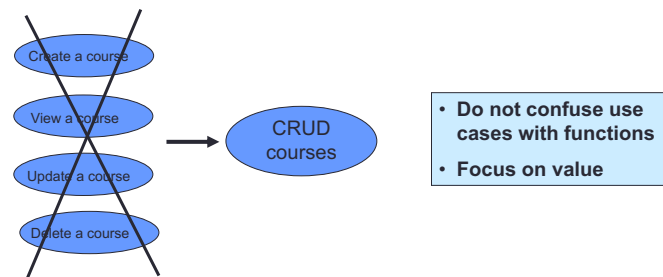 Create a course
View a course
Update a course
Delete a course
CRUD
courses
• Do not confuse use
cases with functions
• Focus on value